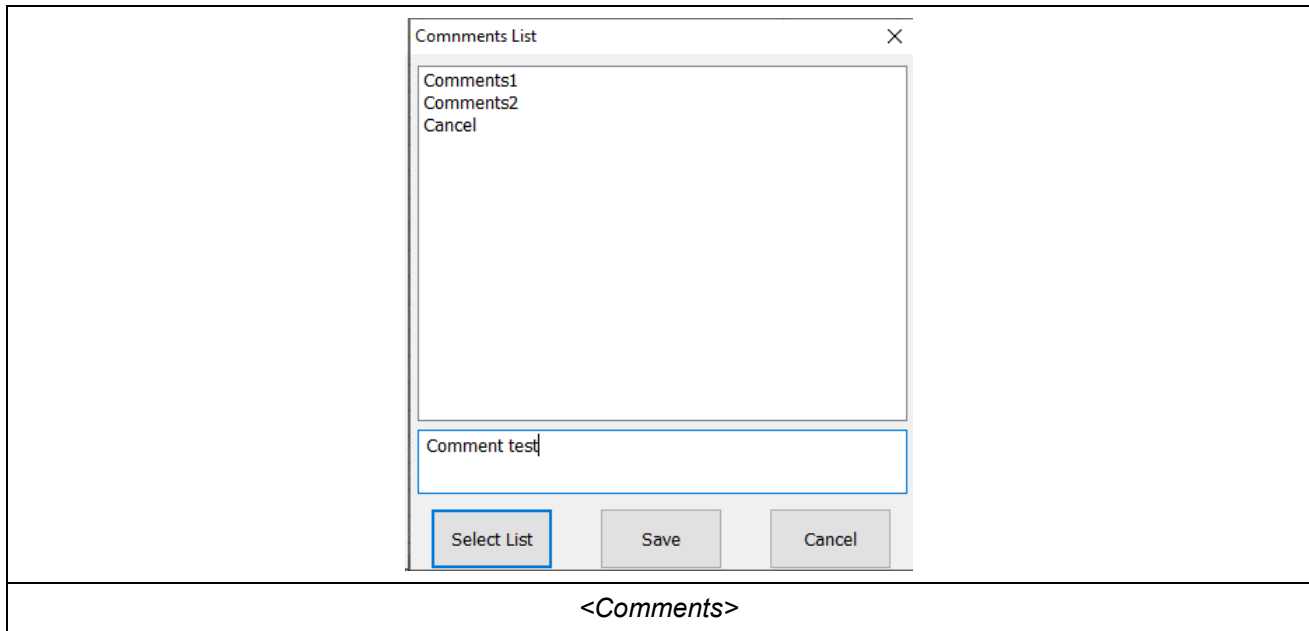 Comnments List
Comments1
Comments2
Cancel
Comment test
Select List Save Cancel
<Comments>